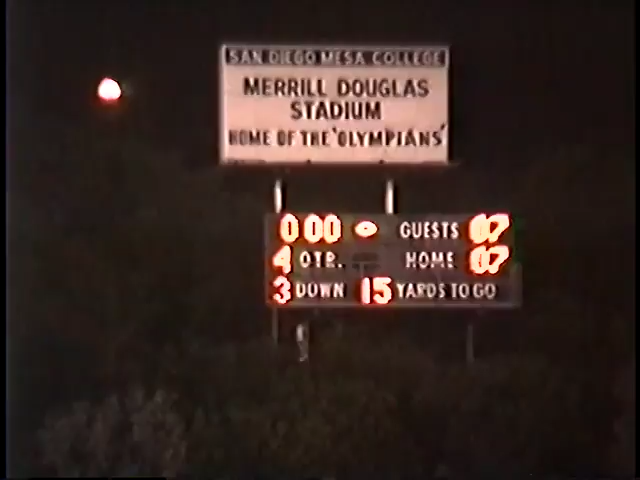 SAN DIEGO MESA COLLEGE
MERRILL DOUGLAS
STADIUM
HOME OF THE 'OLYMPIANS'
0 00 GUESTS 07
4 QTR. HOME 07
3 DOWN 15 YARDS TO GO